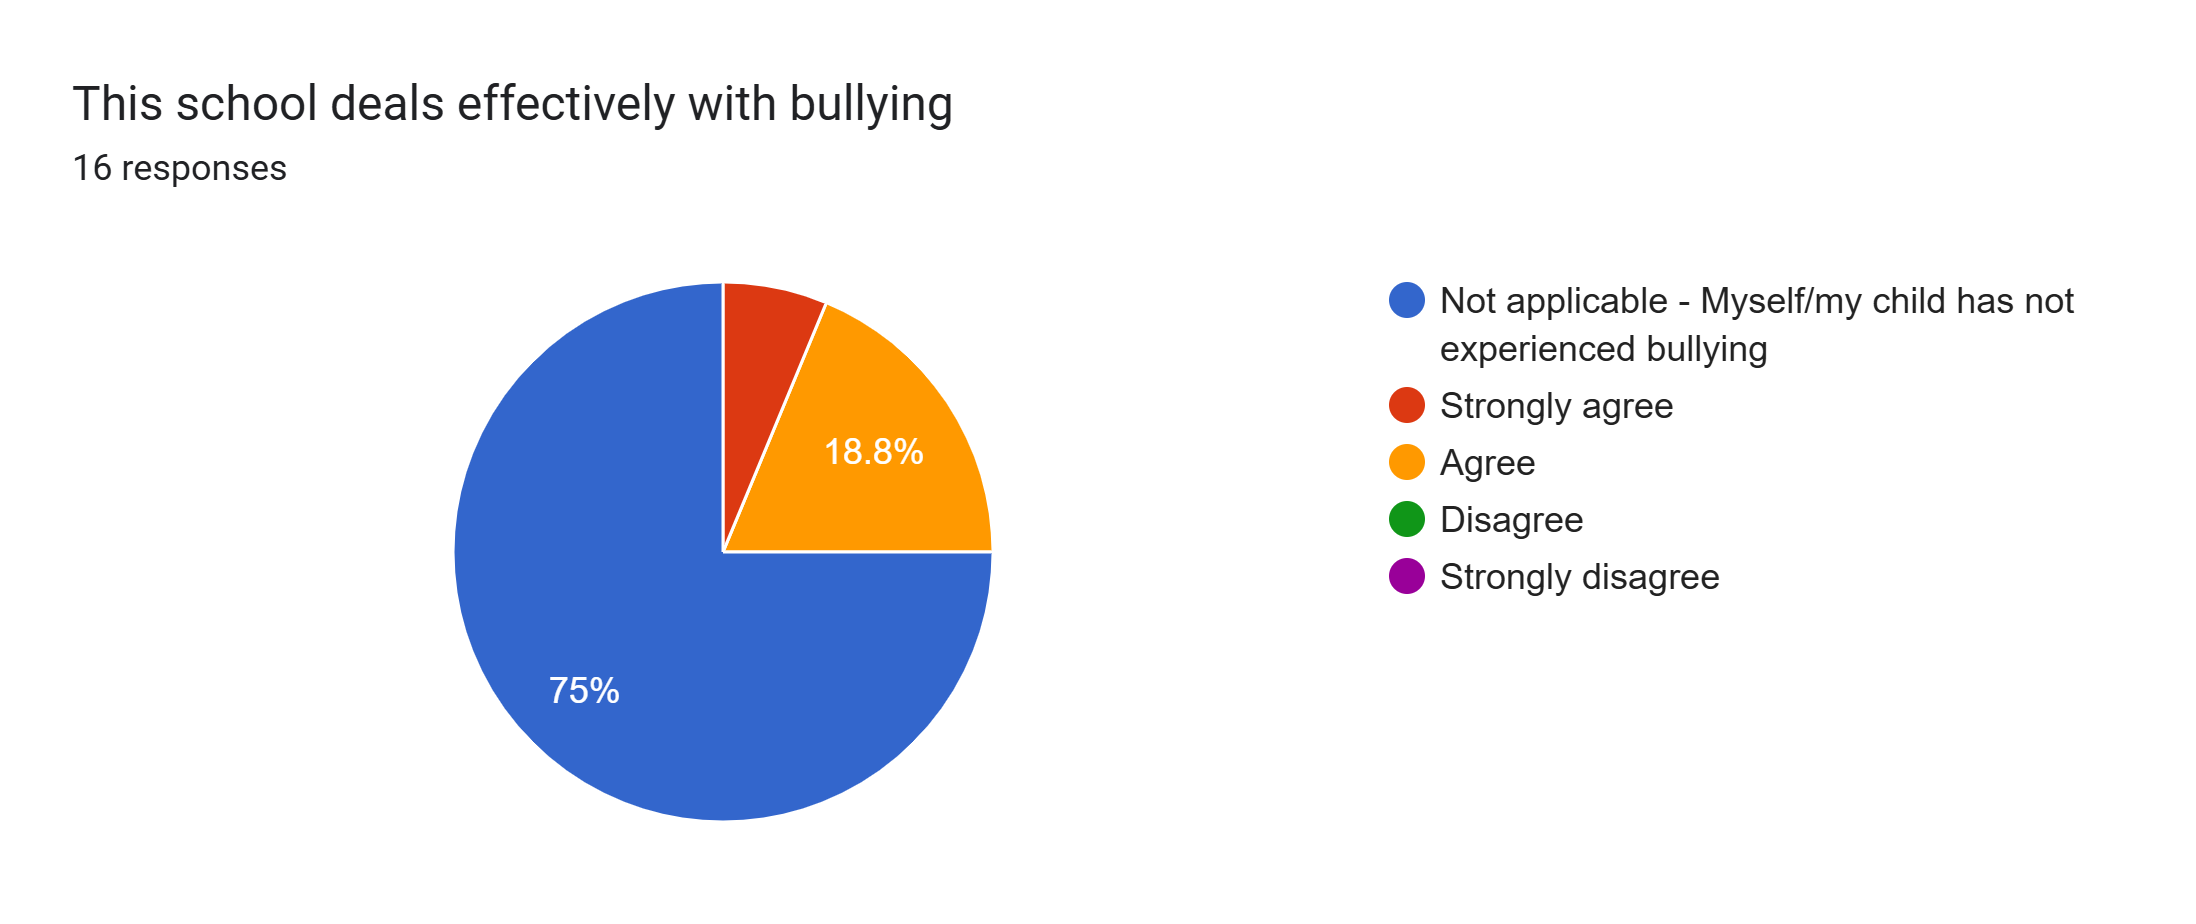 This school deals effectively with bullying
16 responses
Not applicable - Myself/my child has not
experienced bullying
Strongly agree
Agree
Disagree
Strongly disagree
18.8%
75%